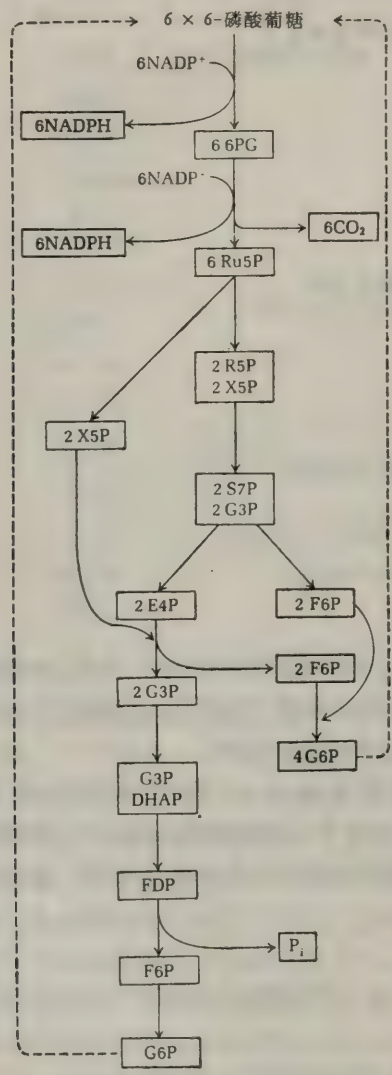 6 × 6-磷酸葡糖
6NADP⁺
6NADPH
6 6PG
6NADP⁻
6NADPH
6CO₂
6 Ru5P
2 R5P
2 X5P
2 X5P
2 S7P
2 G3P
2 E4P
2 F6P
2 F6P
2 G3P
4G6P
G3P
DHAP
FDP
Pᵢ
F6P
G6P